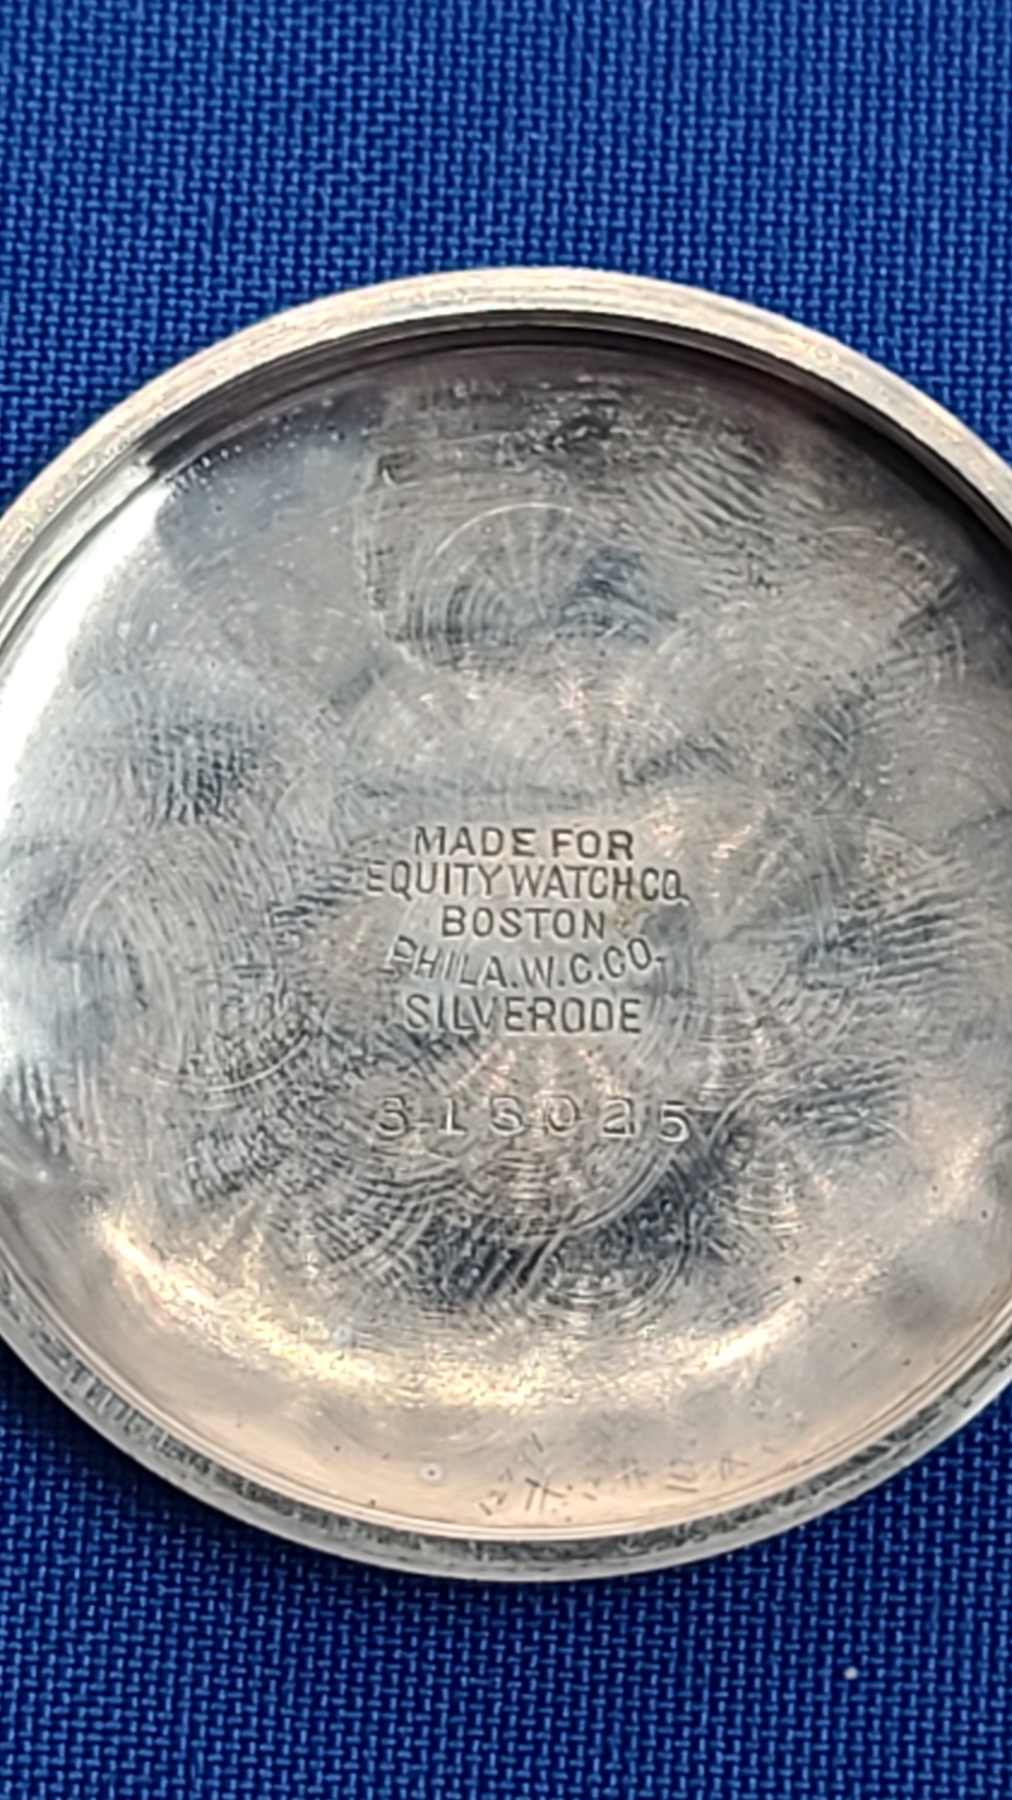 MADE FOR
EQUITY WATCH CO.
BOSTON
PHILA. W. C. CO.
SILVERODE
313025